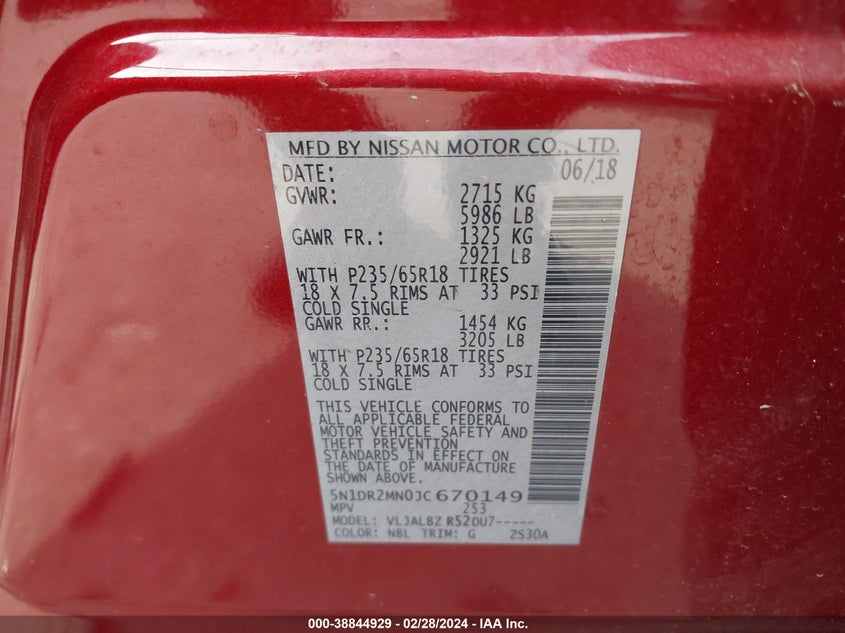 MFD BY NISSAN MOTOR CO., LTD.
DATE: 06/18
GVWR: 2715 KG
5986 LB
GAWR FR.: 1325 KG
2921 LB
WITH P235/65R18 TIRES
18 X 7.5 RIMS AT 33 PSI
COLD SINGLE
GAWR RR.: 1454 KG
3205 LB
WITH P235/65R18 TIRES
18 X 7.5 RIMS AT 33 PSI
COLD SINGLE
THIS VEHICLE CONFORMS TO
ALL APPLICABLE FEDERAL
MOTOR VEHICLE SAFETY AND
THEFT PREVENTION
STANDARDS IN EFFECT ON
THE DATE OF MANUFACTURE
SHOWN ABOVE.
5N1DR2MN0JC670149
MPV 253
MODEL: VLJALBZ R52DU7-----
COLOR: NBL TRIM: G ZS30A
000-38844929 / 02/28/2024 - IAA Inc.